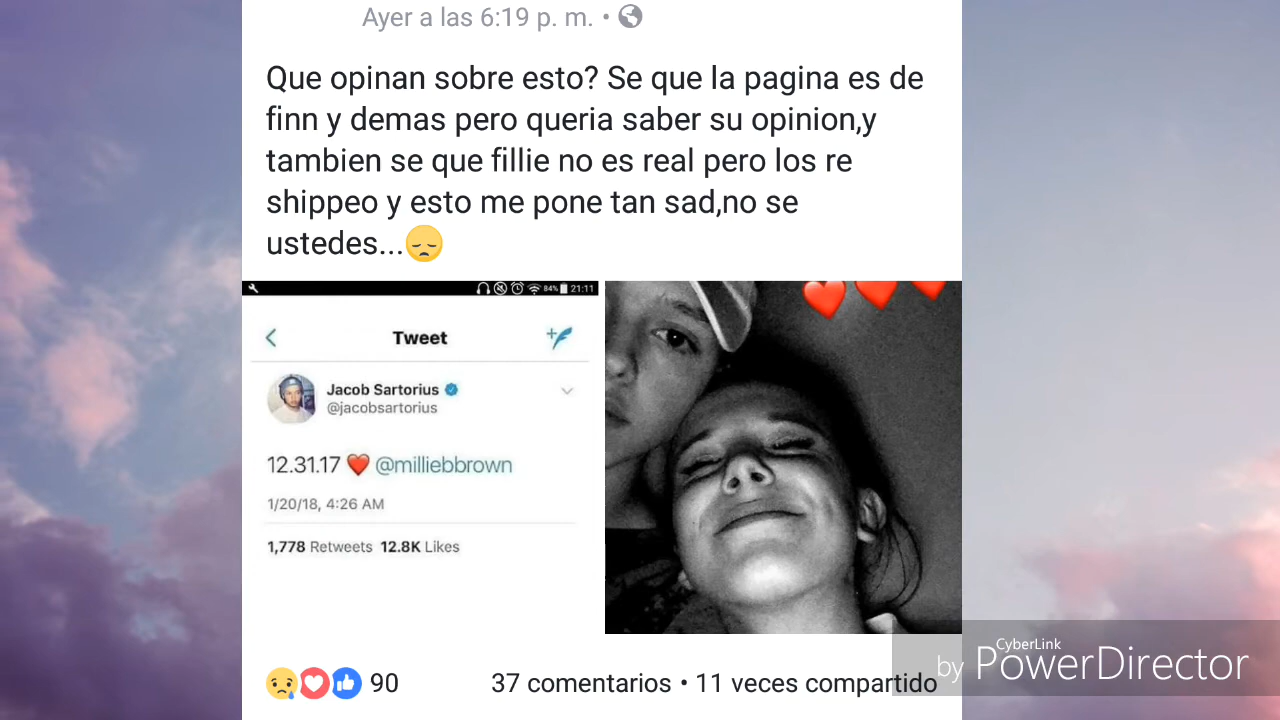 Ayer a las 6:19 p. m. •
Que opinan sobre esto? Se que la pagina es de
finn y demas pero queria saber su opinion,y
tambien se que fillie no es real pero los re
shippeo y esto me pone tan sad,no se
ustedes...😞
84% 21:11
Tweet
Jacob Sartorius
@jacobsartorius
12.31.17 ❤️ @milliebbrown
1/20/18, 4:26 AM
1,778 Retweets 12.8K Likes
90 37 comentarios • 11 veces compartido
CyberLink
by PowerDirector